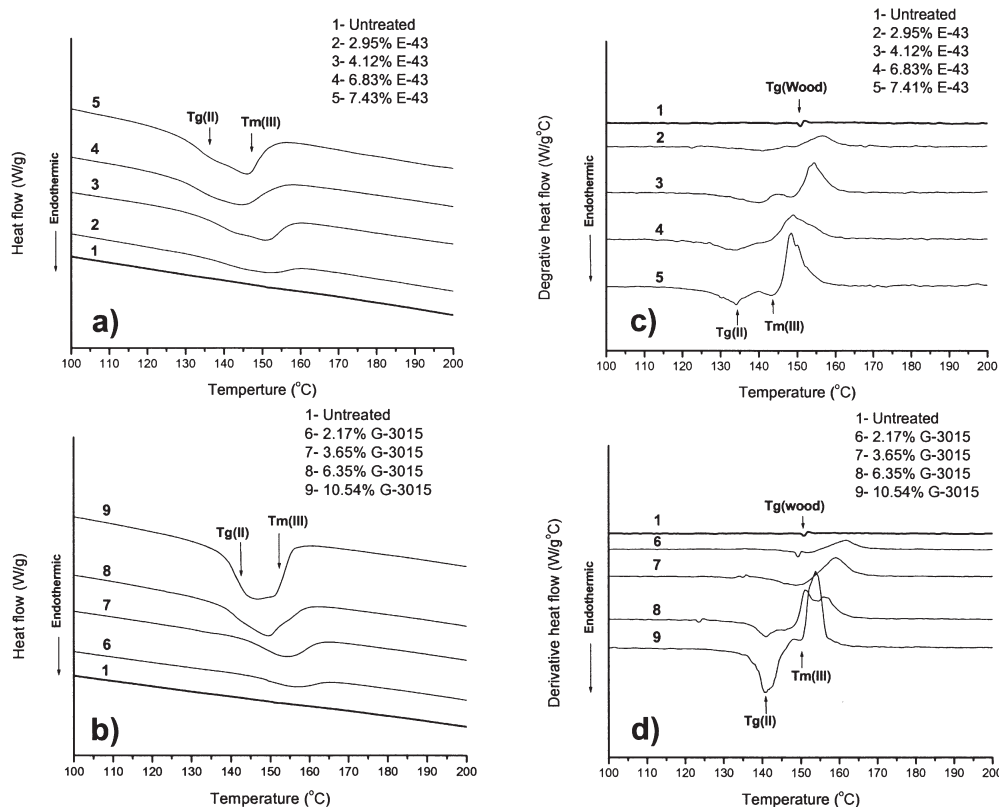 1- Untreated
2- 2.95% E-43
3- 4.12% E-43
4- 6.83% E-43
5- 7.43% E-43
Tg(II)
Tm(III)
5
4
3
2
1
Heat flow (W/g)
Endothermic
a)
100 110 120 130 140 150 160 170 180 190 200
Temperture (°C)
1- Untreated
2- 2.95% E-43
3- 4.12% E-43
4- 6.83% E-43
5- 7.41% E-43
Tg(Wood)
1
2
3
4
5
Degrative heat flow (W/g°C)
Endothermic
Tg(II)
Tm(III)
c)
100 110 120 130 140 150 160 170 180 190 200
Temperature (°C)
1- Untreated
6- 2.17% G-3015
7- 3.65% G-3015
8- 6.35% G-3015
9- 10.54% G-3015
Tg(II)
Tm(III)
9
8
7
6
1
Heat flow (W/g)
Endothermic
b)
100 110 120 130 140 150 160 170 180 190 200
Temperature (°C)
1- Untreated
6- 2.17% G-3015
7- 3.65% G-3015
8- 6.35% G-3015
9- 10.54% G-3015
Tg(wood)
1
6
7
8
9
Derivative heat flow (W/g°C)
Endothermic
Tm(III)
Tg(II)
d)
100 110 120 130 140 150 160 170 180 190 200
Temperature (°C)